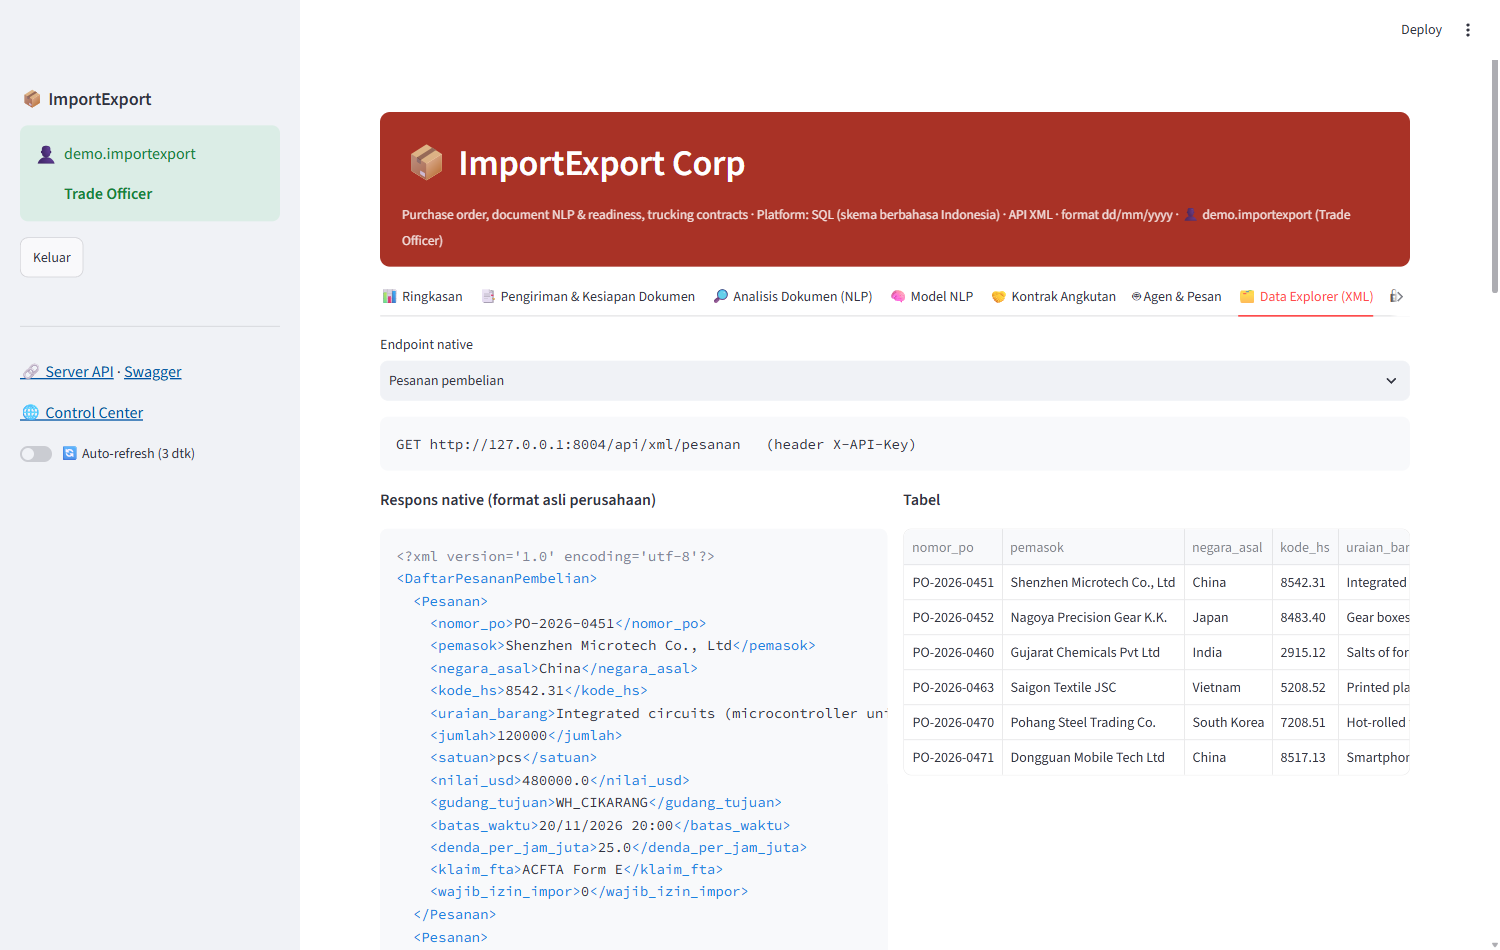 Deploy
ImportExport
demo.importexport
Trade Officer
Keluar
Server API · Swagger
Control Center
Auto-refresh (3 dtk)
ImportExport Corp
Purchase order, document NLP & readiness, trucking contracts · Platform: SQL (skema berbahasa Indonesia) · API XML · format dd/mm/yyyy · demo.importexport (Trade
Officer)
Ringkasan Pengiriman & Kesiapan Dokumen Analisis Dokumen (NLP) Model NLP Kontrak Angkutan Agen & Pesan Data Explorer (XML)
Endpoint native
Pesanan pembelian
GET http://127.0.0.1:8004/api/xml/pesanan (header X-API-Key)
Respons native (format asli perusahaan)
<?xml version='1.0' encoding='utf-8'?>
<DaftarPesananPembelian>
<Pesanan>
<nomor_po>PO-2026-0451</nomor_po>
<pemasok>Shenzhen Microtech Co., Ltd</pemasok>
<negara_asal>China</negara_asal>
<kode_hs>8542.31</kode_hs>
<uraian_barang>Integrated circuits (microcontroller
<jumlah>120000</jumlah>
<satuan>pcs</satuan>
<nilai_usd>480000.0</nilai_usd>
<gudang_tujuan>WH_CIKARANG</gudang_tujuan>
<batas_waktu>20/11/2026 20:00</batas_waktu>
<denda_per_jam_juta>25.0</denda_per_jam_juta>
<klaim_fta>ACFTA Form E</klaim_fta>
<wajib_izin_impor>0</wajib_izin_impor>
</Pesanan>
<Pesanan>
Tabel
nomor_po pemasok negara_asal kode_hs uraian_bar
PO-2026-0451 Shenzhen Microtech Co., Ltd China 8542.31 Integrated
PO-2026-0452 Nagoya Precision Gear K.K. Japan 8483.40 Gear boxes
PO-2026-0460 Gujarat Chemicals Pvt Ltd India 2915.12 Salts of for
PO-2026-0463 Saigon Textile JSC Vietnam 5208.52 Printed pla
PO-2026-0470 Pohang Steel Trading Co. South Korea 7208.51 Hot-rolled
PO-2026-0471 Dongguan Mobile Tech Ltd China 8517.13 Smartphor